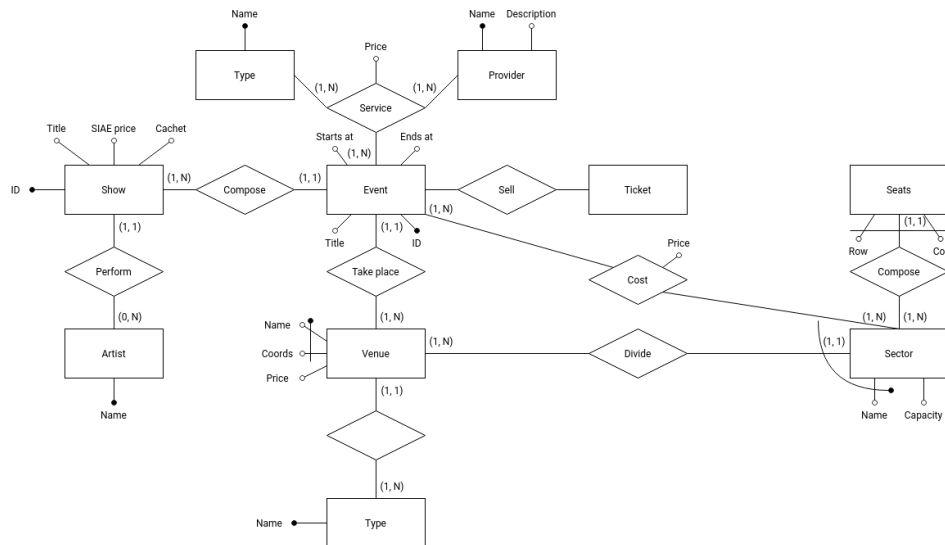 Name
Name
Description
Price
Type
(1, N)
(1, N)
Provider
Service
Title
SIAE price
Cachet
Starts at
Ends at
(1, N)
ID
Show
(1, N)
Compose
(1, 1)
Event
Sell
Ticket
Seats
(1, N)
(1, 1)
(1, 1)
(1, 1)
Title
ID
Price
Row
Co
Perform
Take place
Cost
Compose
(0, N)
(1, N)
(1, N)
(1, N)
Name
(1, N)
(1, 1)
Artist
Coords
Venue
Divide
Sector
Price
(1, 1)
Name
Name
Capacity
(1, N)
Name
Type